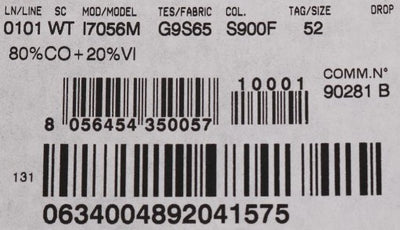 LN/LINE SC MOD/MODEL TES/FABRIC COL. TAG/SIZE DROP
0101 WT I7056M G9S65 S900F 52
80%CO+20%VI
COMM.N°
10001
90281 B
8 056454 350057
131
0634004892041575